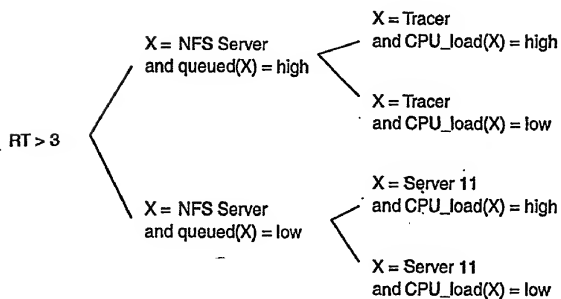 X = Tracer
and CPU_load(X) = high
X = NFS Server
and queued(X) = high
X = Tracer
and CPU_load(X) = low
RT > 3
X = Server 11
and CPU_load(X) = high
X = NFS Server
and queued(X) = low
X = Server 11
and CPU_load(X) = low